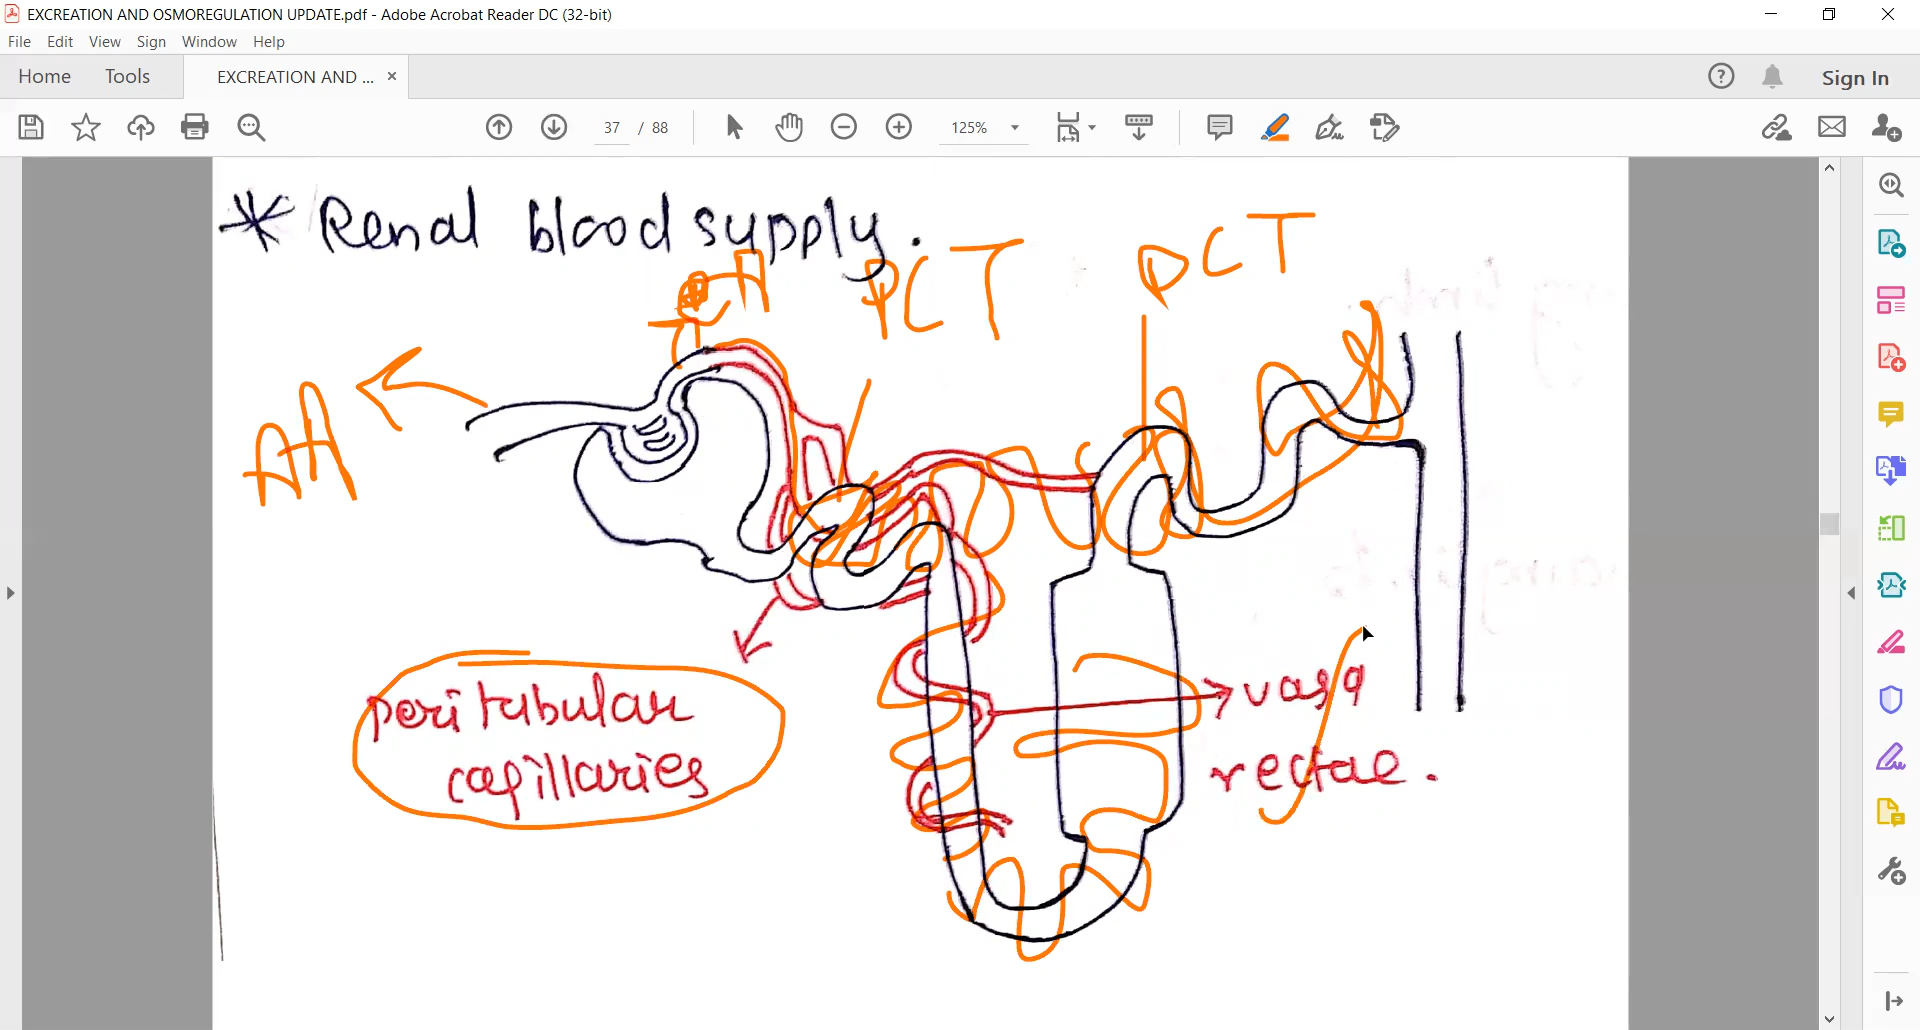 EXCREATION AND OSMOREGULATION UPDATE.pdf - Adobe Acrobat Reader DC (32-bit)
File Edit View Sign Window Help
Home Tools EXCREATION AND ... × Sign In
37 / 88 125%
* Renal blood supply.
PCT DCT
AA
peritubular
capillaries
vasa
rectae.